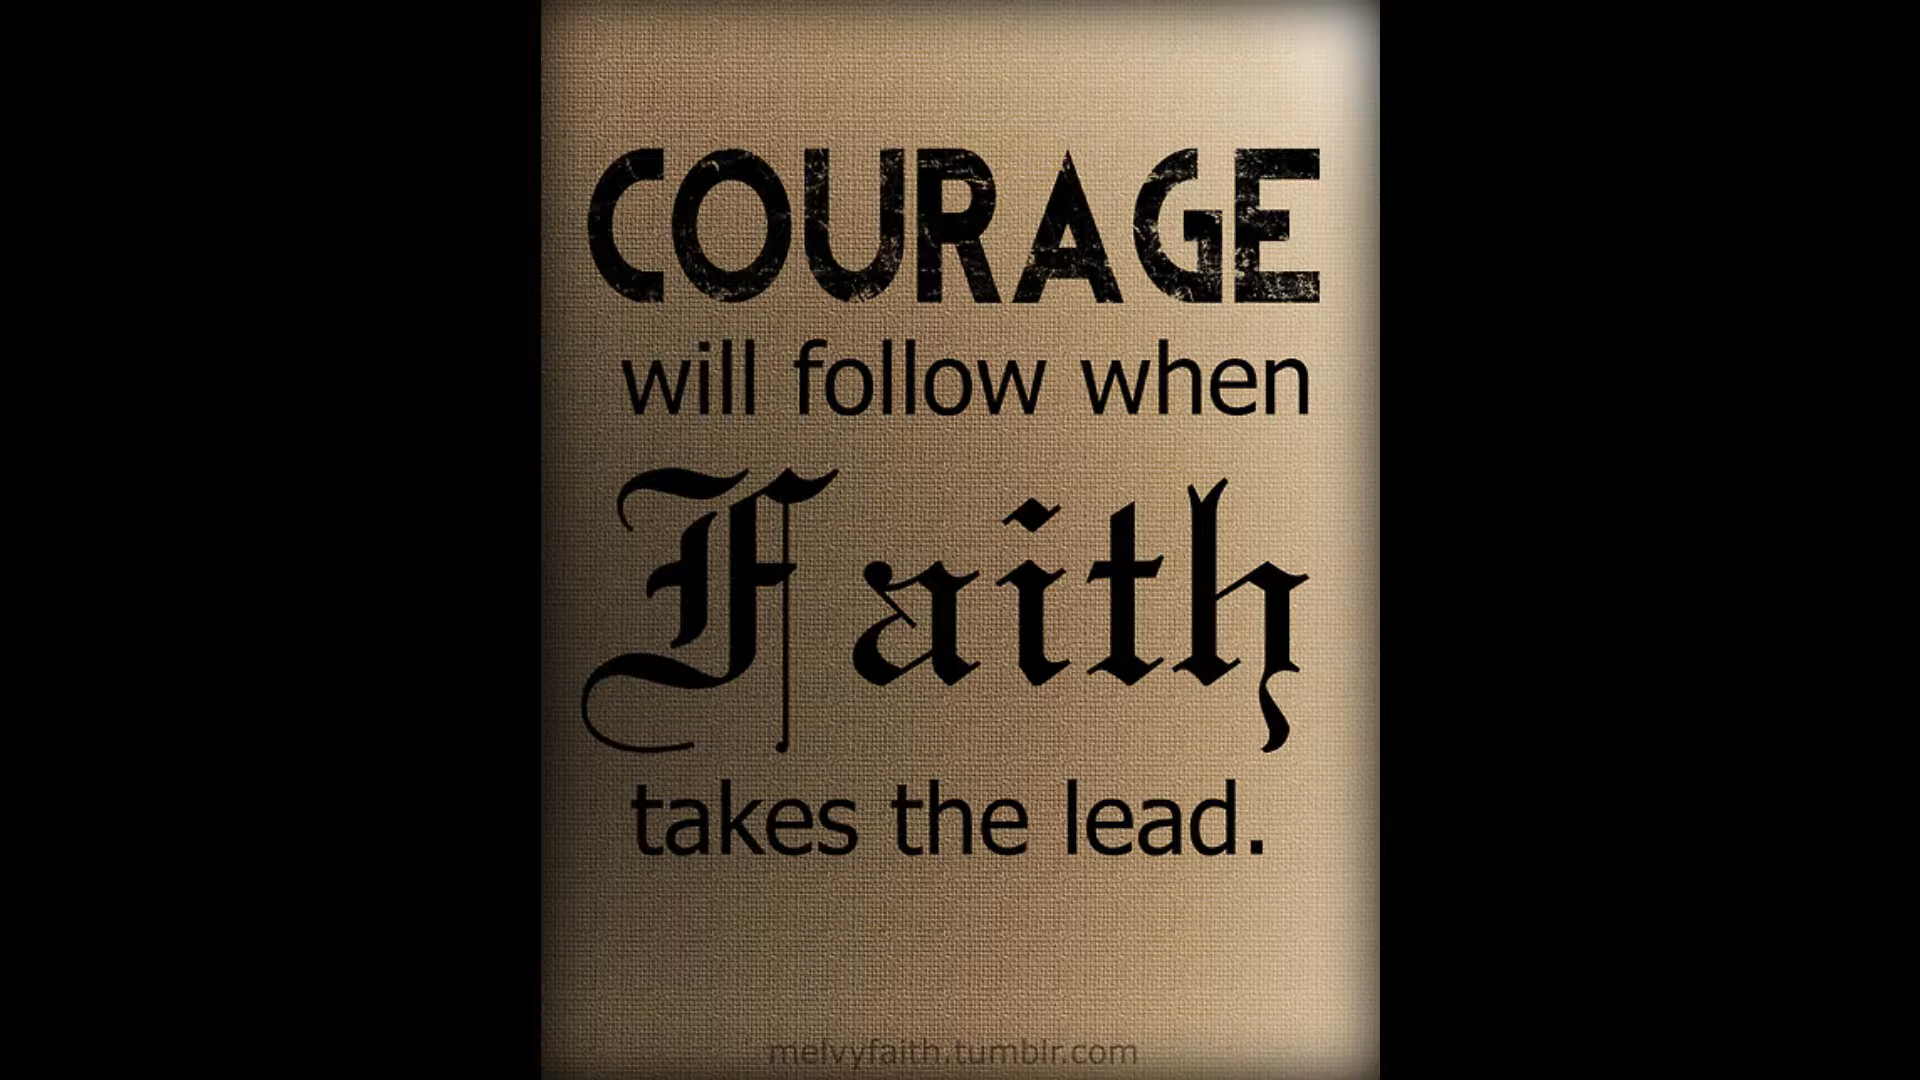 COURAGE
will follow when
Faith
takes the lead.
melvyfaith.tumblr.com